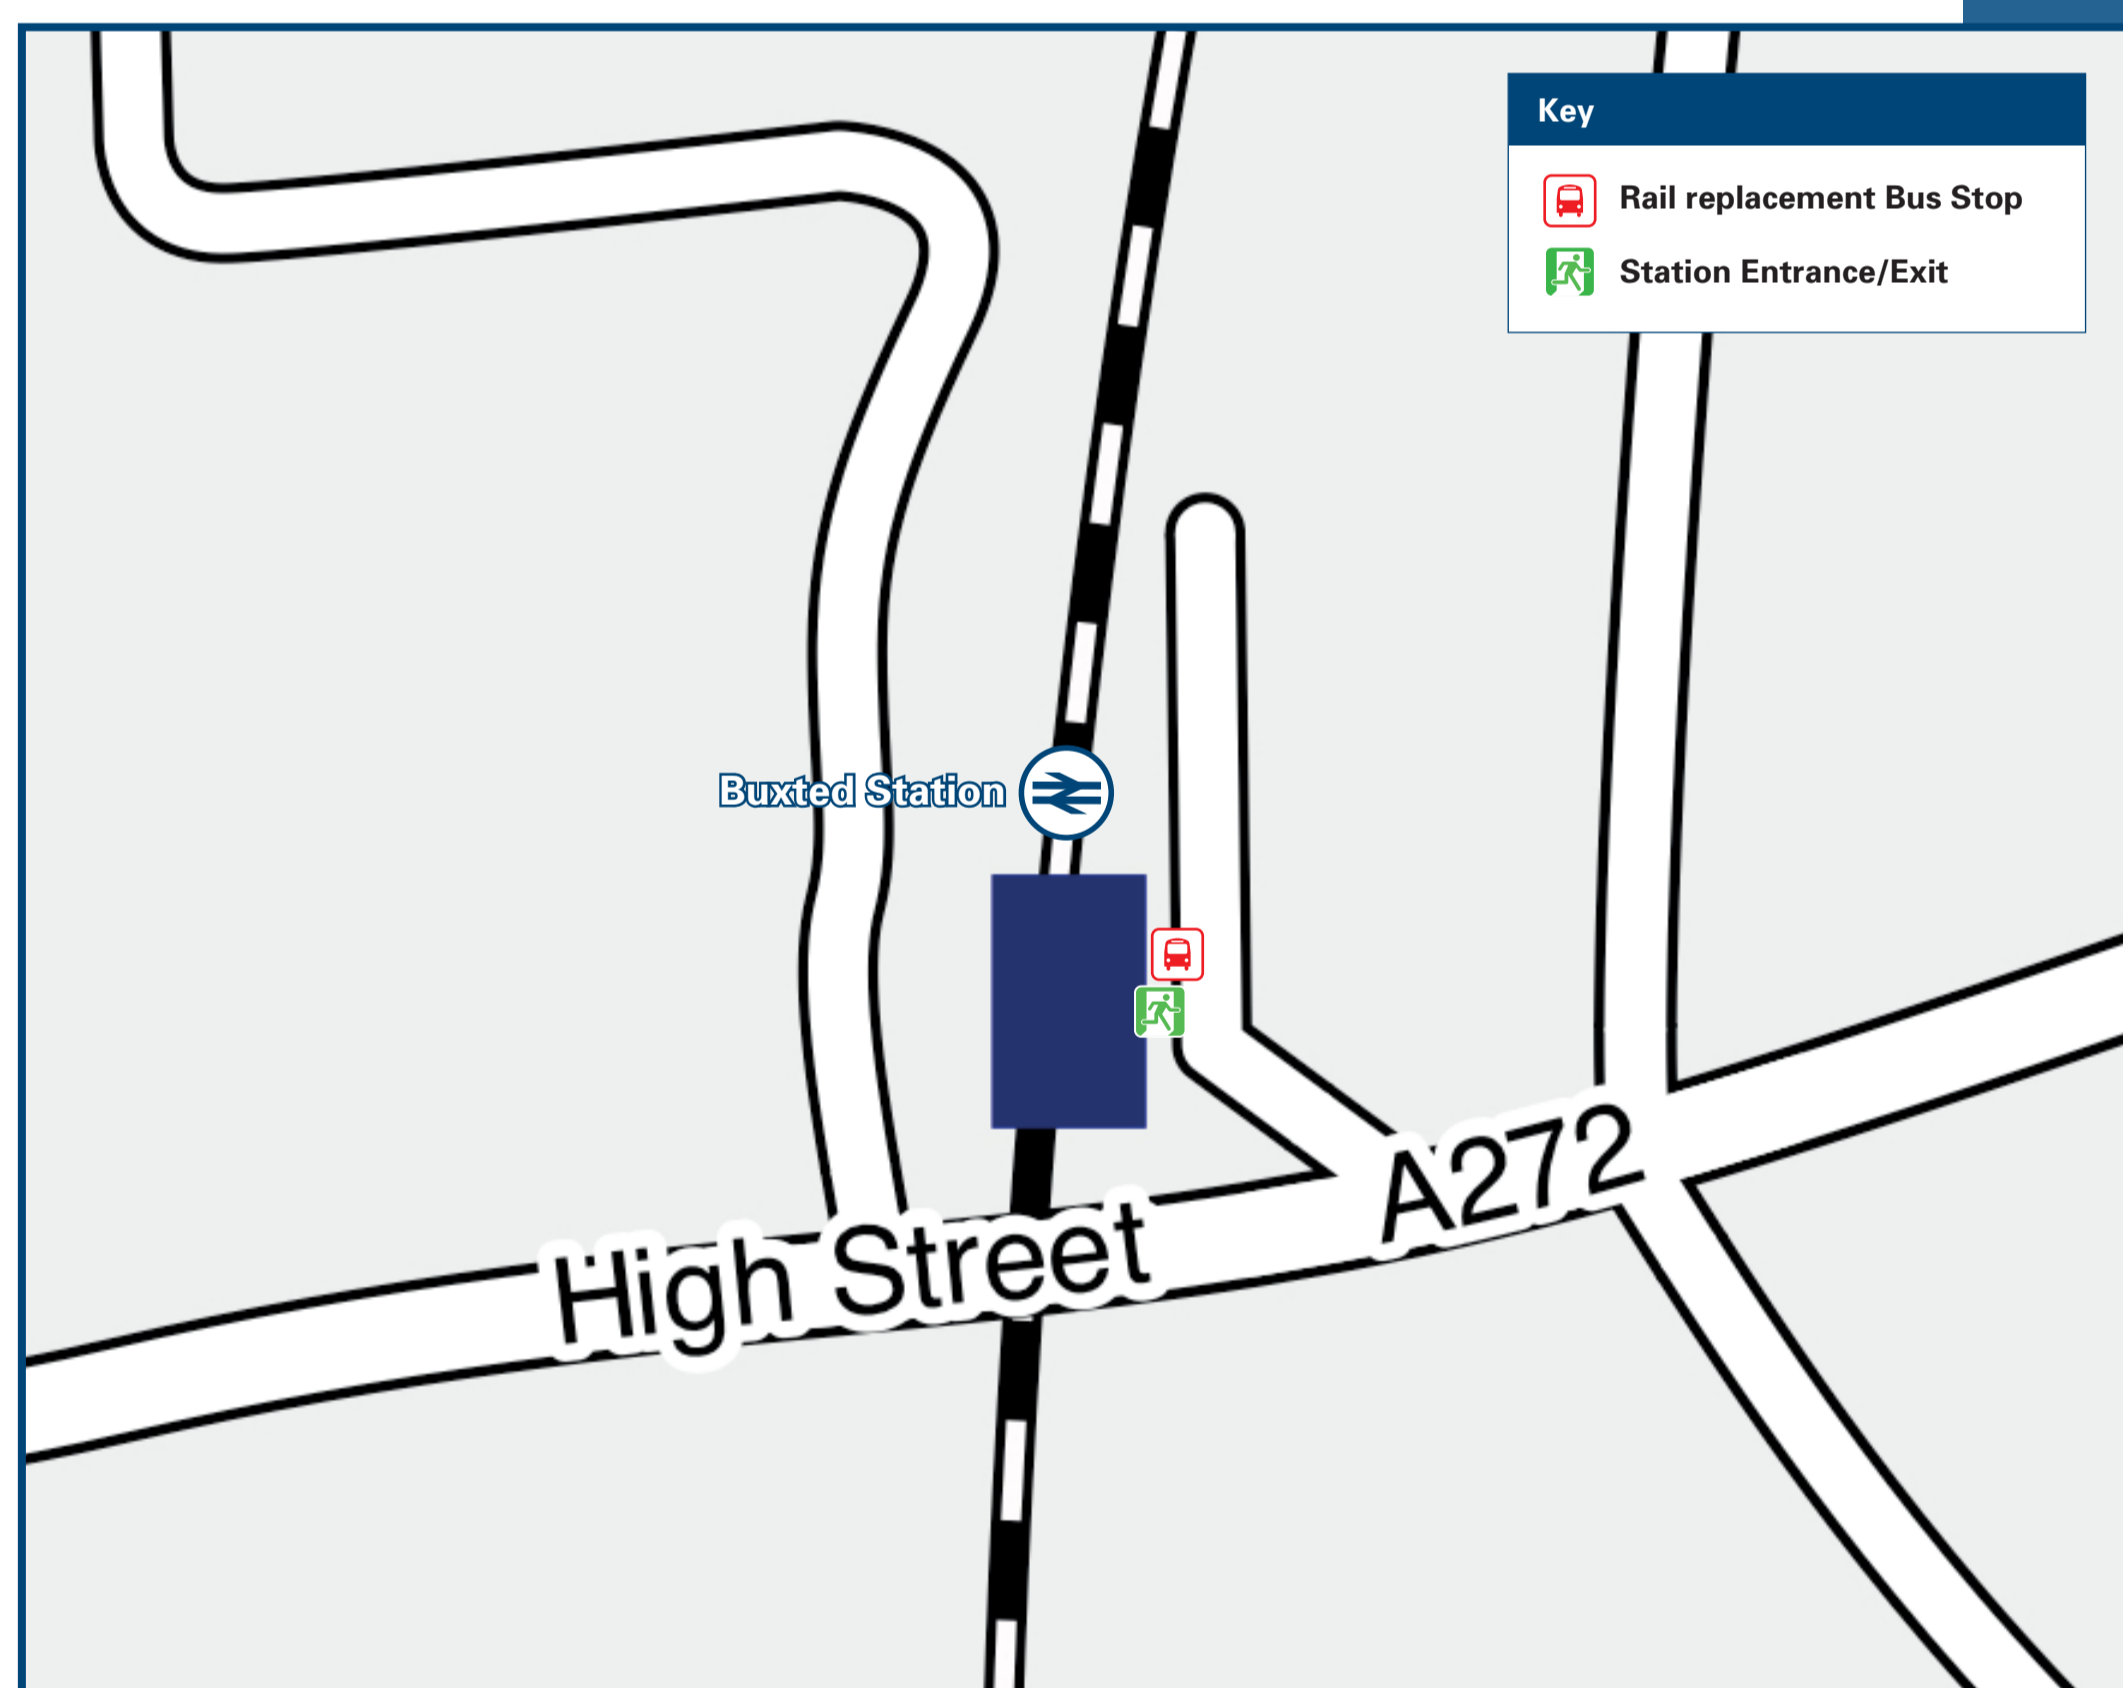 Key
Rail replacement Bus Stop
Station Entrance/Exit
Buxted Station
A272
High Street